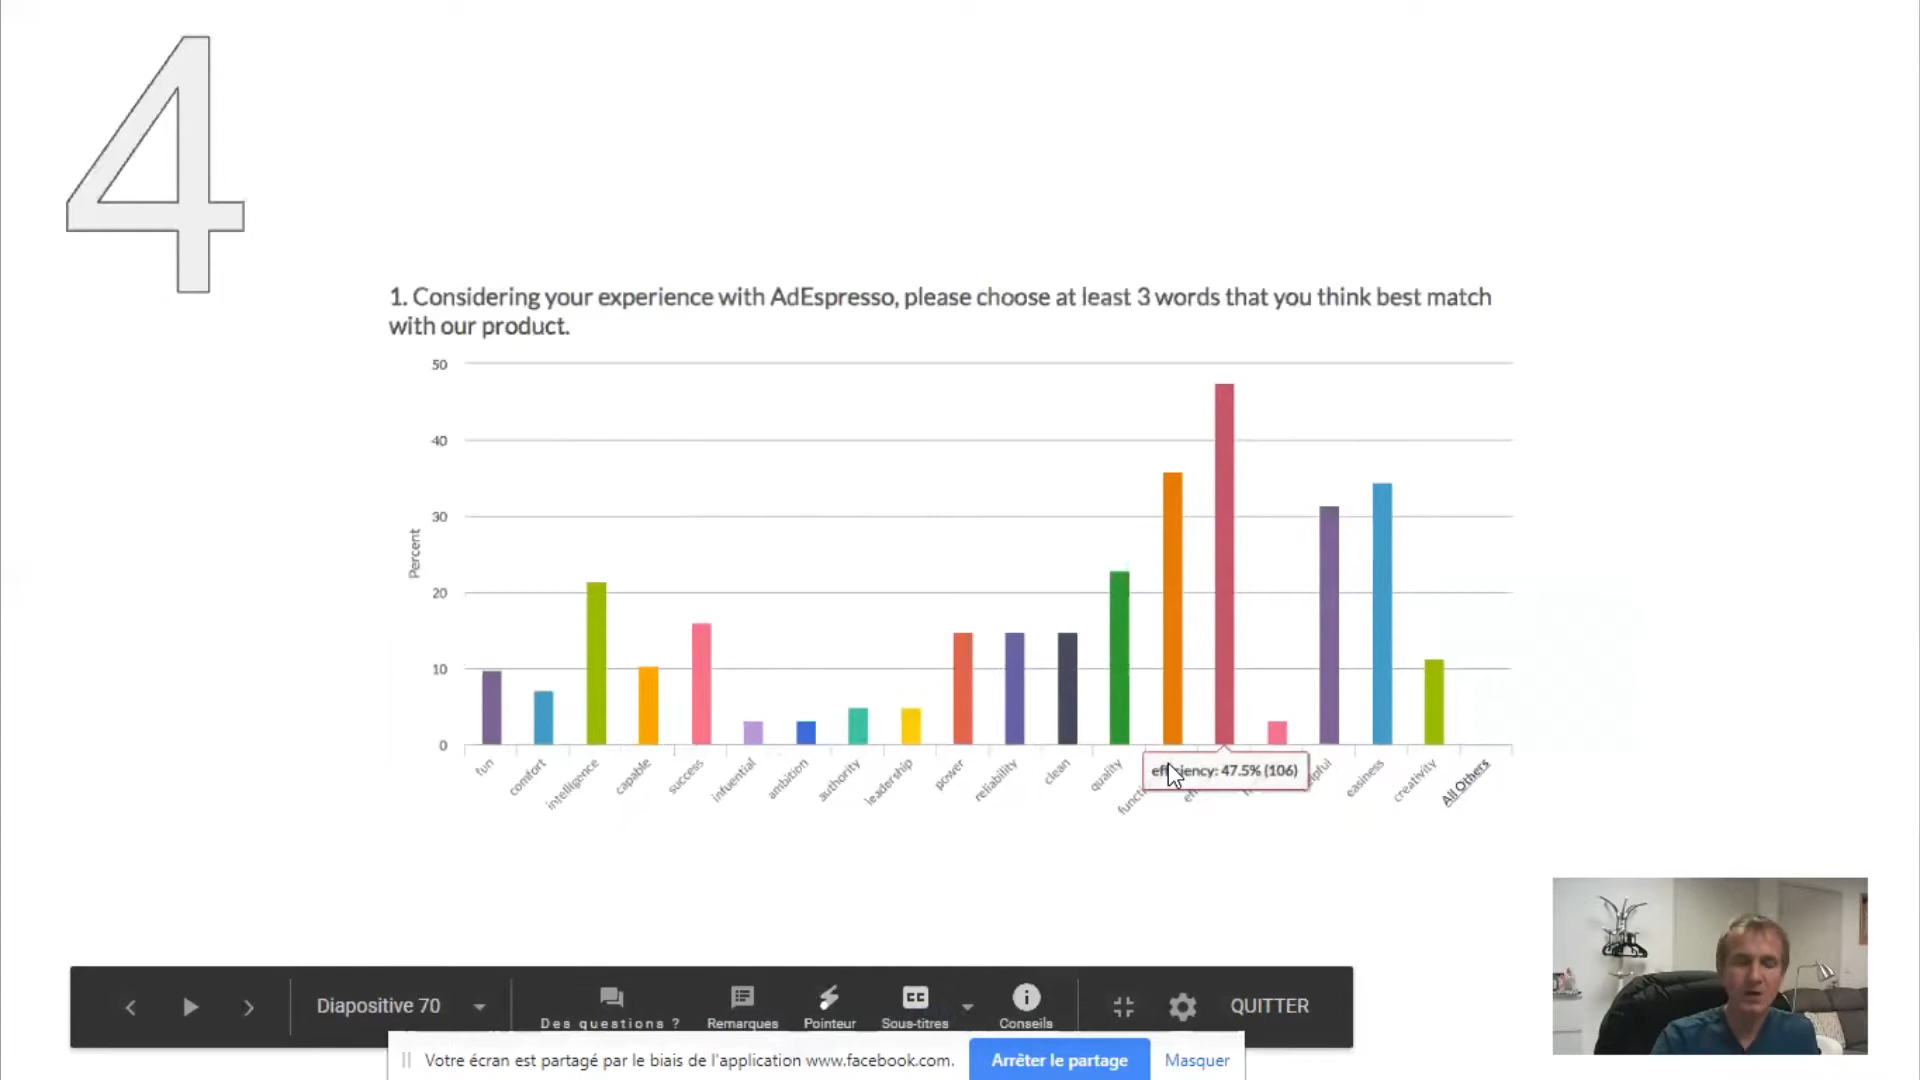 4
1. Considering your experience with AdEspresso, please choose at least 3 words that you think best match
with our product.
50
40
30
20
10
0
Percent
fun
comfort
intelligence
capable
success
infuential
ambition
authority
leadership
power
reliability
clean
quality
easiness
creativity
All Others
47.5% (106)
Diapositive 70
Des questions ?
Remarques
CC
Pointeur
Sous-titres
Conseils
QUITTER
Votre écran est partagé par le biais de l'application www.facebook.com.
Arrêter le partage
Masquer